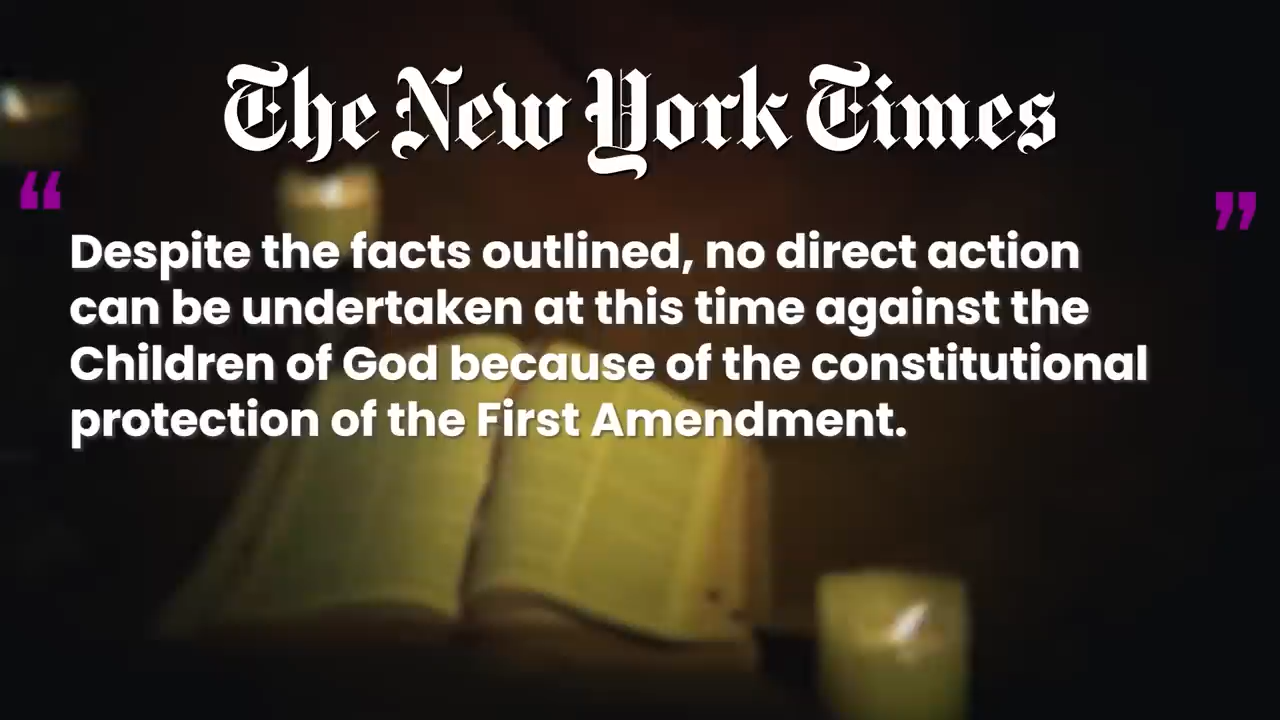 The New York Times
“ ”
Despite the facts outlined, no direct action
can be undertaken at this time against the
Children of God because of the constitutional
protection of the First Amendment.